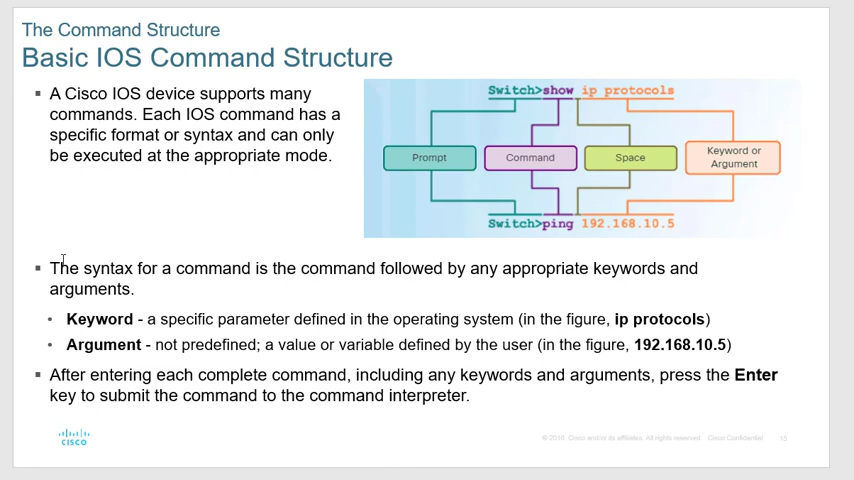 The Command Structure
Basic IOS Command Structure
▪ A Cisco IOS device supports many
commands. Each IOS command has a
specific format or syntax and can only
be executed at the appropriate mode.
Switch>show ip protocols
Prompt
Command
Space
Keyword or
Argument
Switch>ping 192.168.10.5
▪ The syntax for a command is the command followed by any appropriate keywords and
arguments.
• Keyword - a specific parameter defined in the operating system (in the figure, ip protocols)
• Argument - not predefined; a value or variable defined by the user (in the figure, 192.168.10.5)
▪ After entering each complete command, including any keywords and arguments, press the Enter
key to submit the command to the command interpreter.
CISCO
© 2016 Cisco and/or its affiliates. All rights reserved. Cisco Confidential 15